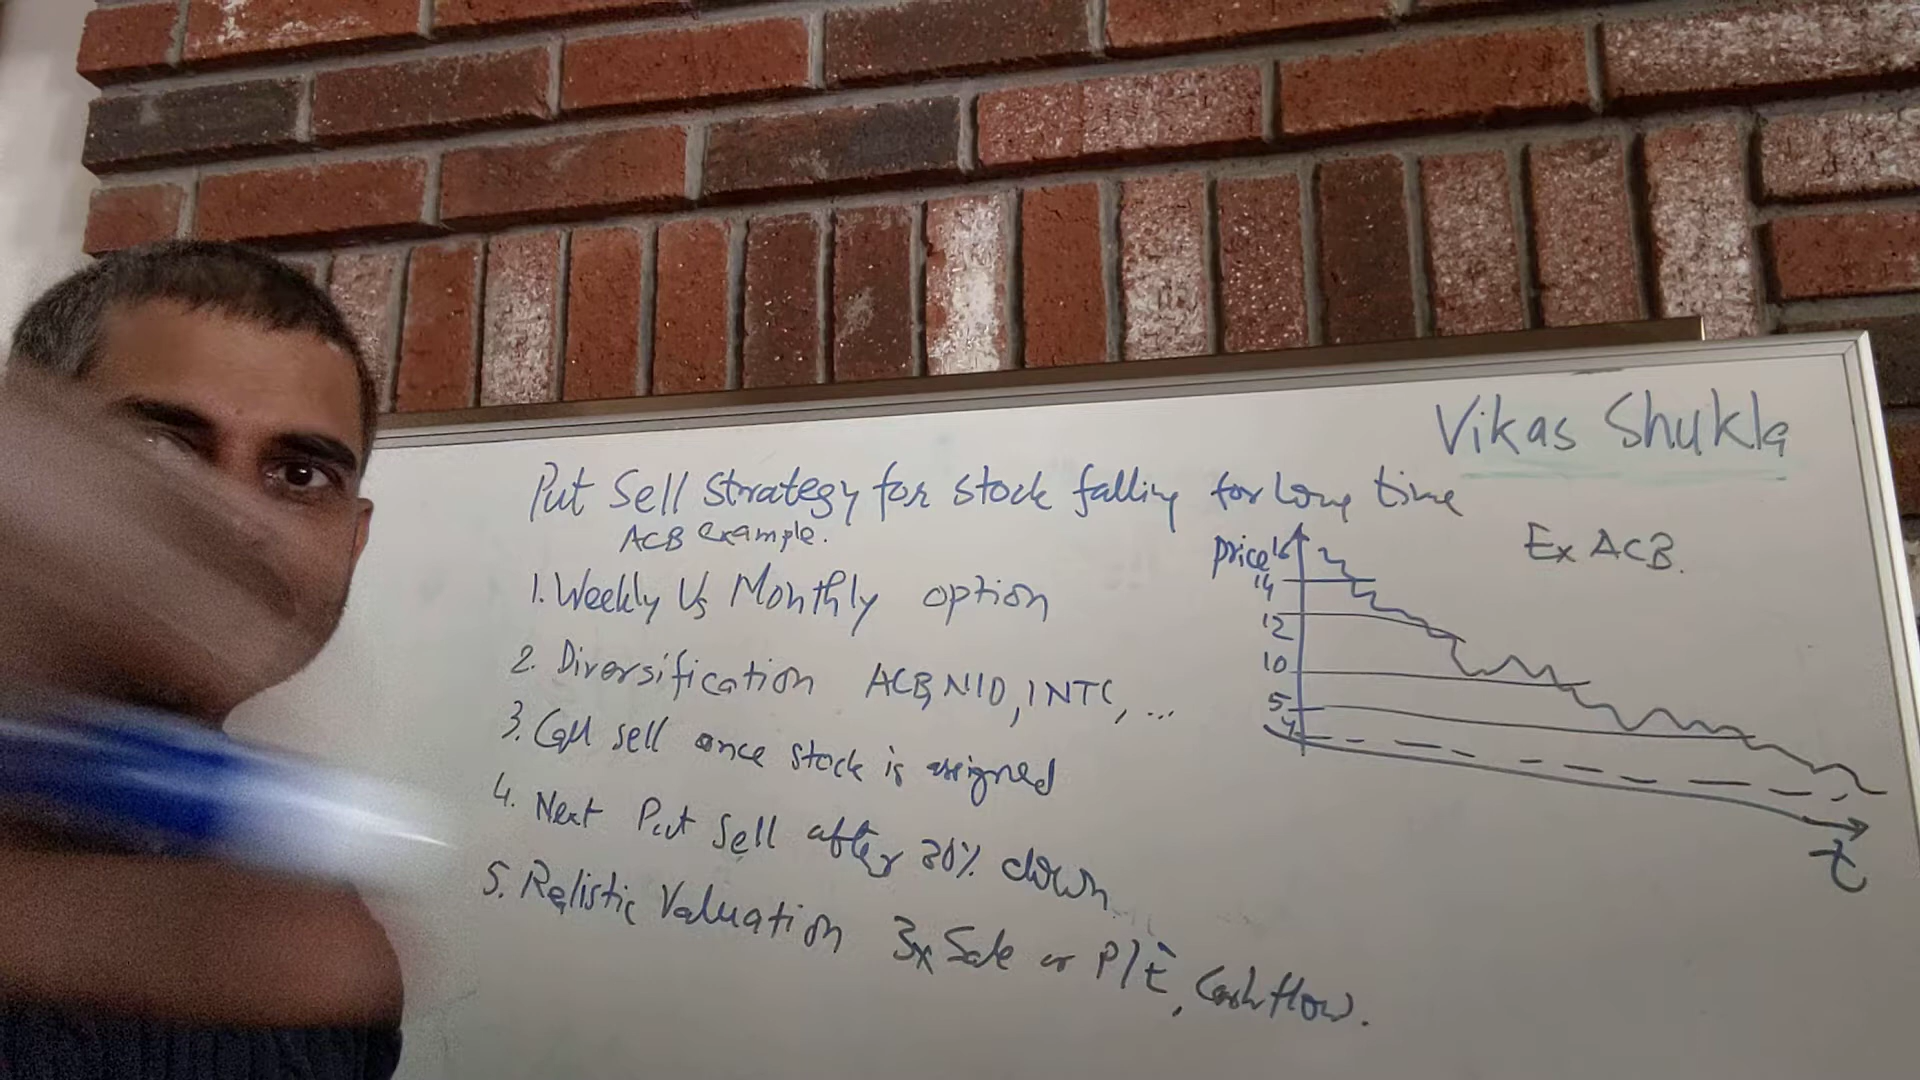 Vikas Shukla
Put Sell Strategy for stock falling for Long time
ACB Example.
1. Weekly Vs Monthly option
2. Diversification ACB, NIO, INTC, ...
3. Call sell once stock is assigned
4. Next Put Sell after 30% down
5. Relistic Valuation 3x Sale or P/E, Cashflow.
Ex ACB.
price
16
14
12
10
5
4
t